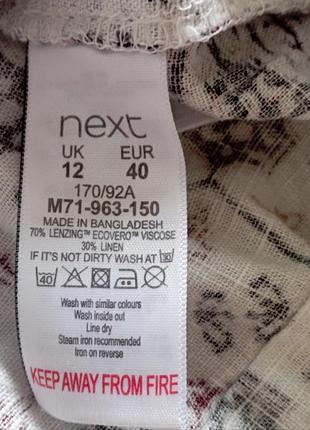 next
UK EUR
12 40
170/92A
M71-963-150
MADE IN BANGLADESH
70% LENZING™ ECOVERO™ VISCOSE
30% LINEN
IF IT'S NOT DIRTY WASH AT 30
40
Wash with similar colours
Wash inside out
Line dry
Steam iron recommended
Iron on reverse
KEEP AWAY FROM FIRE